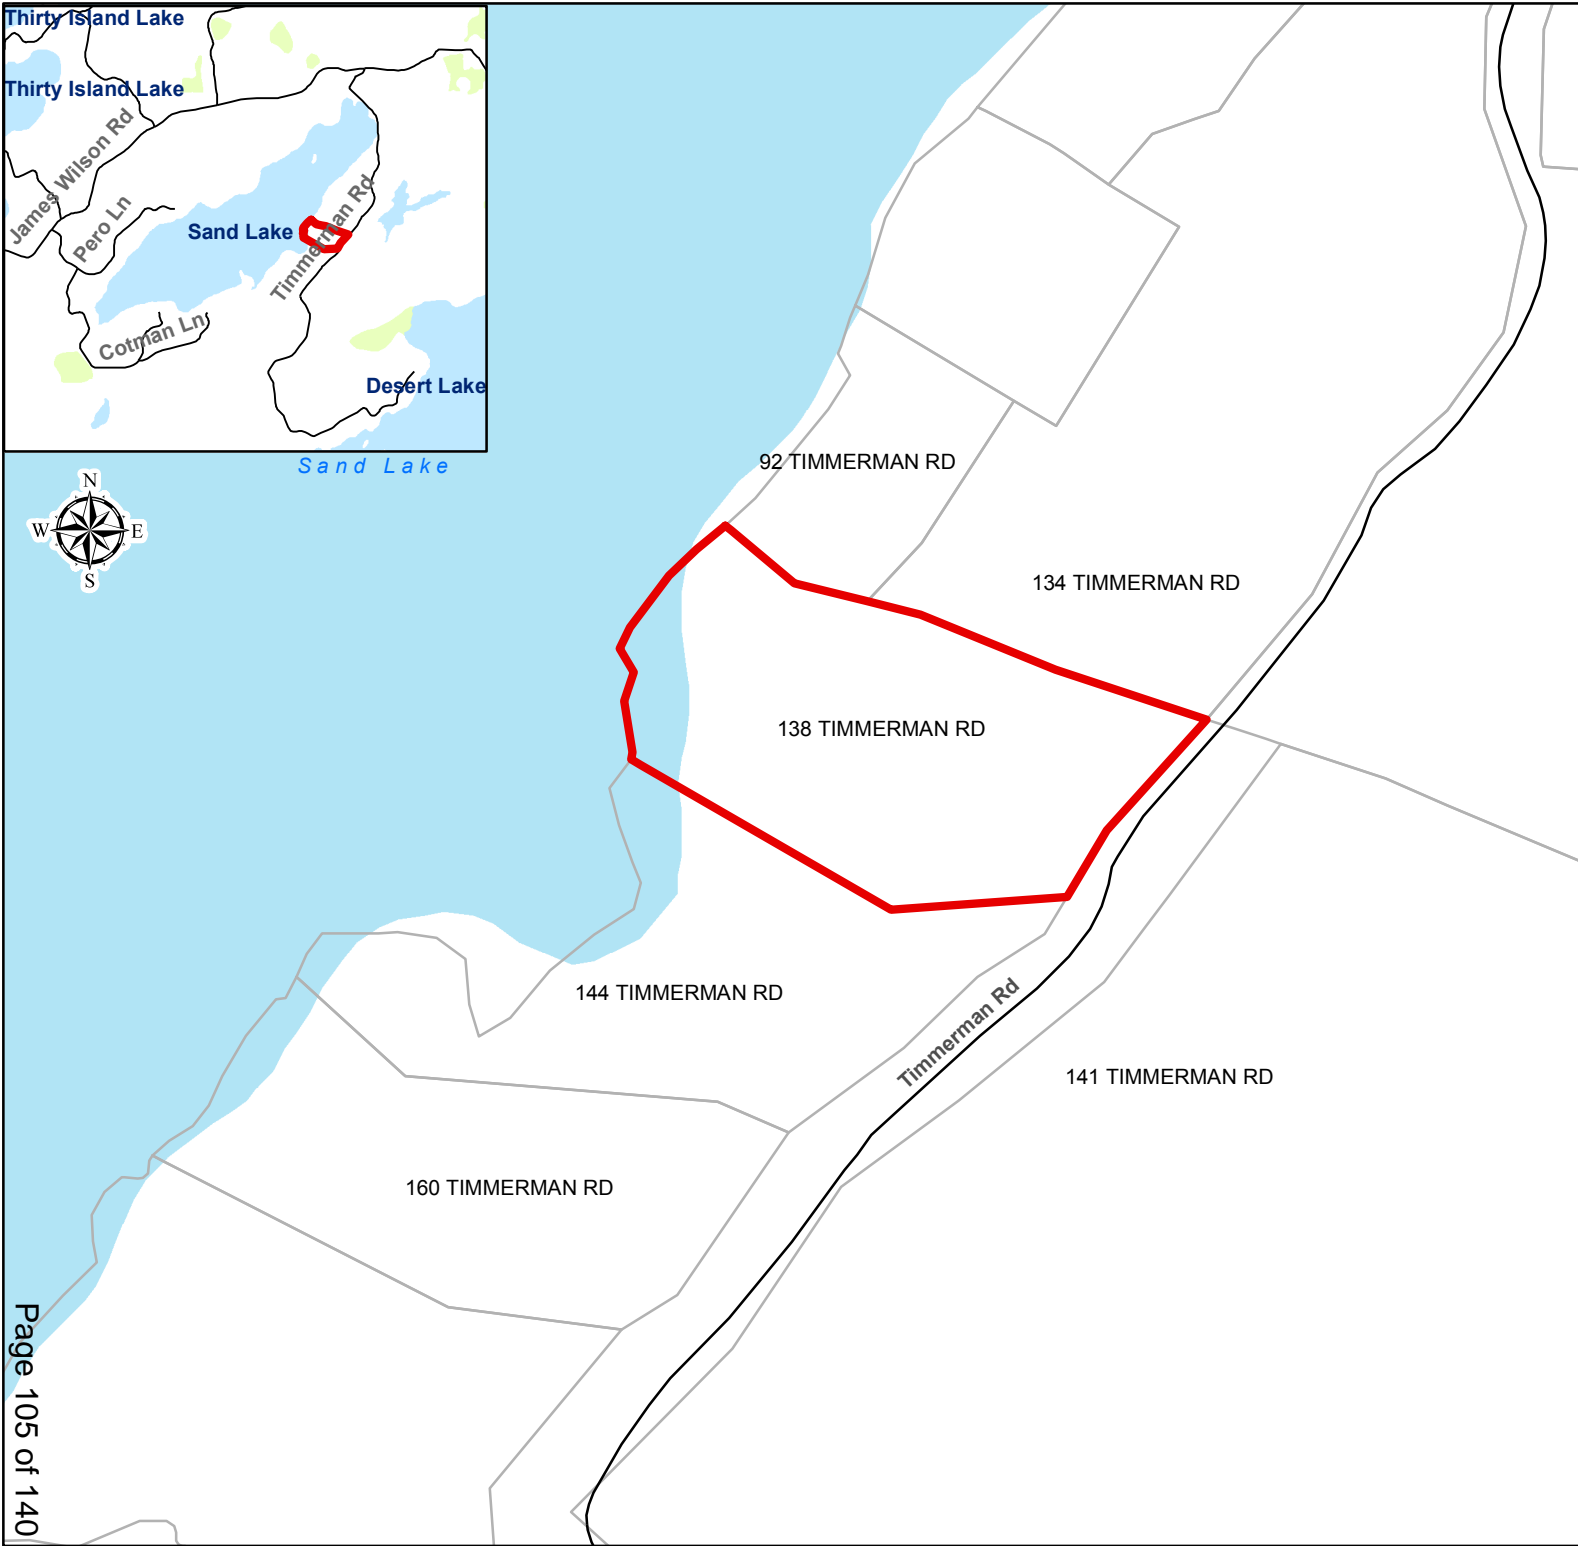 Thirty Island Lake
Thirty Island Lake
James Wilson Rd
Pero Ln
Sand Lake
Timmerman Rd
Cotman Ln
Desert Lake
Sand Lake
N
W E
S
92 TIMMERMAN RD
134 TIMMERMAN RD
138 TIMMERMAN RD
144 TIMMERMAN RD
Timmerman Rd
141 TIMMERMAN RD
160 TIMMERMAN RD
Page 105 of 140